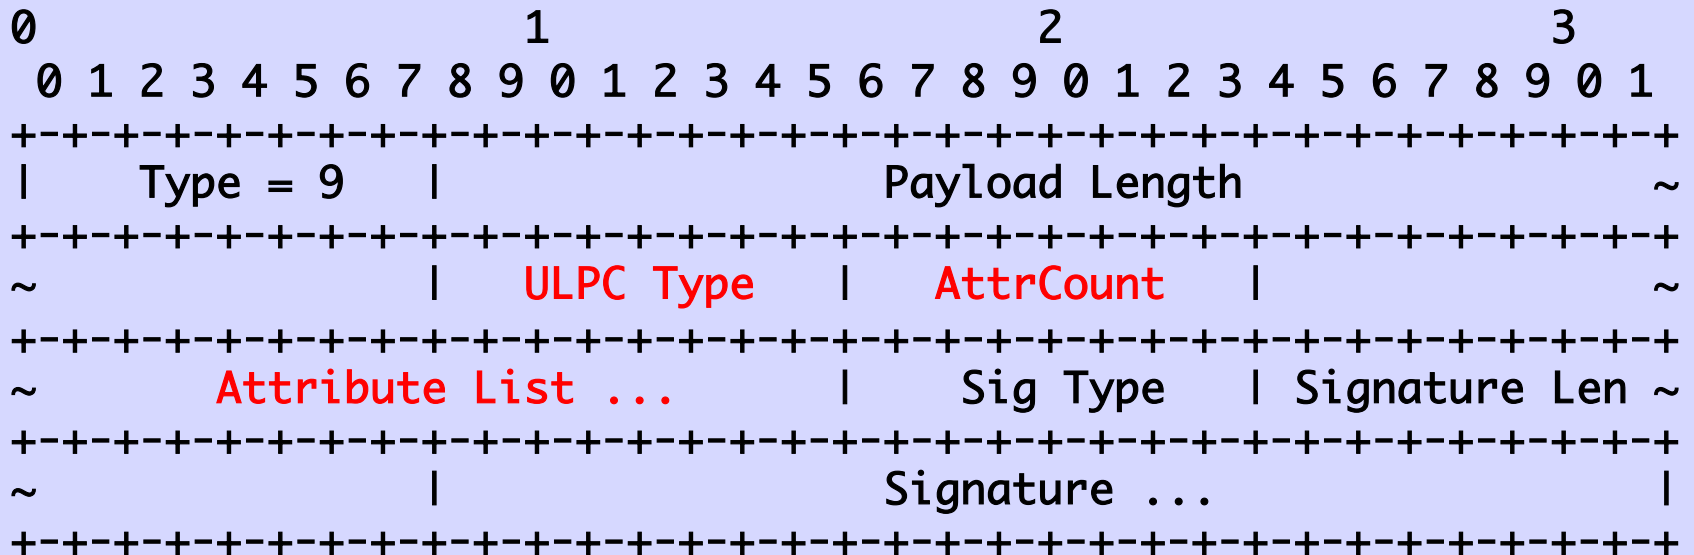 0                   1                   2                   3
 0 1 2 3 4 5 6 7 8 9 0 1 2 3 4 5 6 7 8 9 0 1 2 3 4 5 6 7 8 9 0 1
+-+-+-+-+-+-+-+-+-+-+-+-+-+-+-+-+-+-+-+-+-+-+-+-+-+-+-+-+-+-+-+-+
|    Type = 9   |                 Payload Length                ~
+-+-+-+-+-+-+-+-+-+-+-+-+-+-+-+-+-+-+-+-+-+-+-+-+-+-+-+-+-+-+-+-+
~               |   ULPC Type   |   AttrCount   |               ~
+-+-+-+-+-+-+-+-+-+-+-+-+-+-+-+-+-+-+-+-+-+-+-+-+-+-+-+-+-+-+-+-+
~       Attribute List ...      |    Sig Type   | Signature Len ~
+-+-+-+-+-+-+-+-+-+-+-+-+-+-+-+-+-+-+-+-+-+-+-+-+-+-+-+-+-+-+-+-+
~               |                 Signature ...                 |
+-+-+-+-+-+-+-+-+-+-+-+-+-+-+-+-+-+-+-+-+-+-+-+-+-+-+-+-+-+-+-+-+